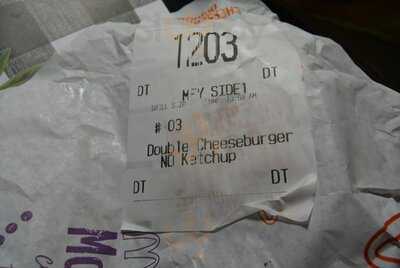 1203
DT DT
MFY SIDE1
# 03
Double Cheeseburger
NO Ketchup
DT DT